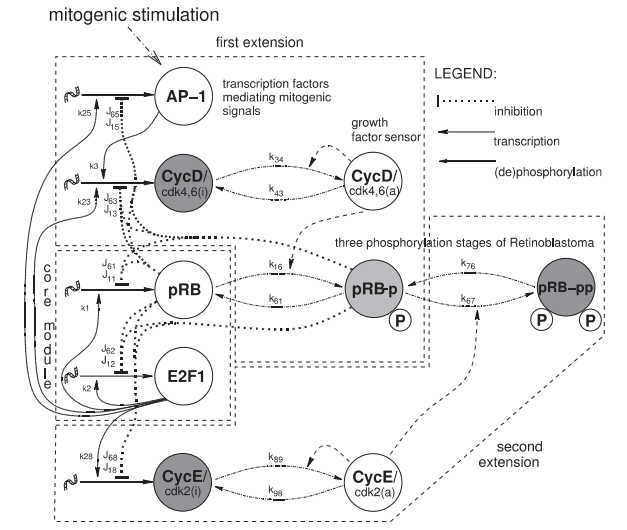 mitogenic stimulation
first extension
AP–1
transcription factors
mediating mitogenic
signals
k25
J65
J15
LEGEND:
inhibition
transcription
(de)phosphorylation
growth
factor sensor
k3
CycD/
cdk4,6(i)
k34
k43
CycD/
cdk4,6(a)
k23
J63
J13
three phosphorylation stages of Retinoblastoma
core module
J61
J11
k1
pRB
k16
k61
pRB-p
P
k76
k67
pRB–pp
P
P
J62
J12
k2
E2F1
k28
J68
J18
CycE/
cdk2(i)
k89
k98
CycE/
cdk2(a)
second
extension